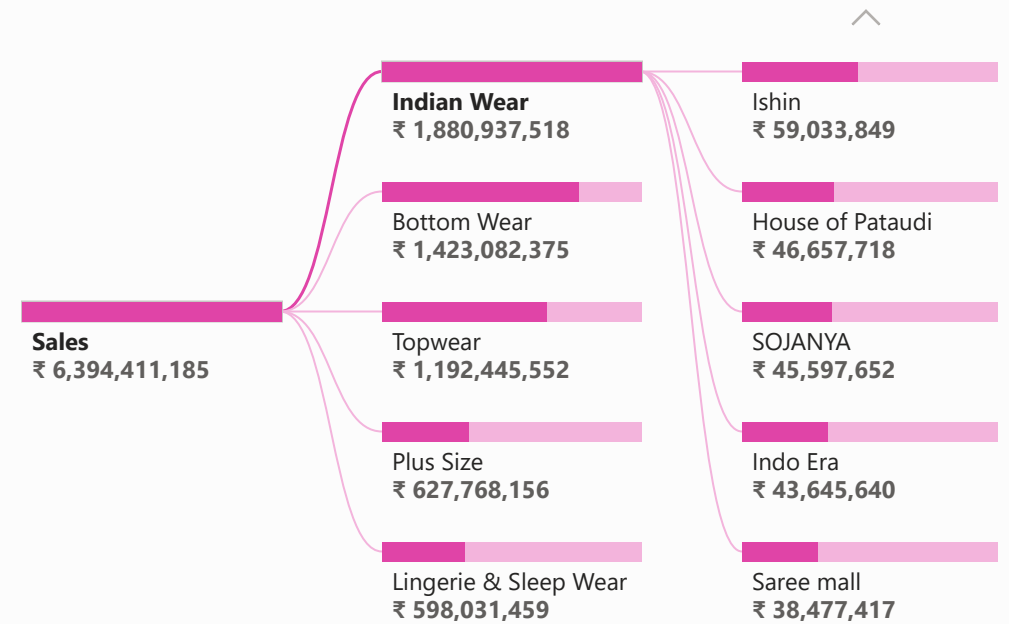 Sales
₹ 6,394,411,185
Indian Wear
₹ 1,880,937,518
Bottom Wear
₹ 1,423,082,375
Topwear
₹ 1,192,445,552
Plus Size
₹ 627,768,156
Lingerie & Sleep Wear
₹ 598,031,459
Ishin
₹ 59,033,849
House of Pataudi
₹ 46,657,718
SOJANYA
₹ 45,597,652
Indo Era
₹ 43,645,640
Saree mall
₹ 38,477,417